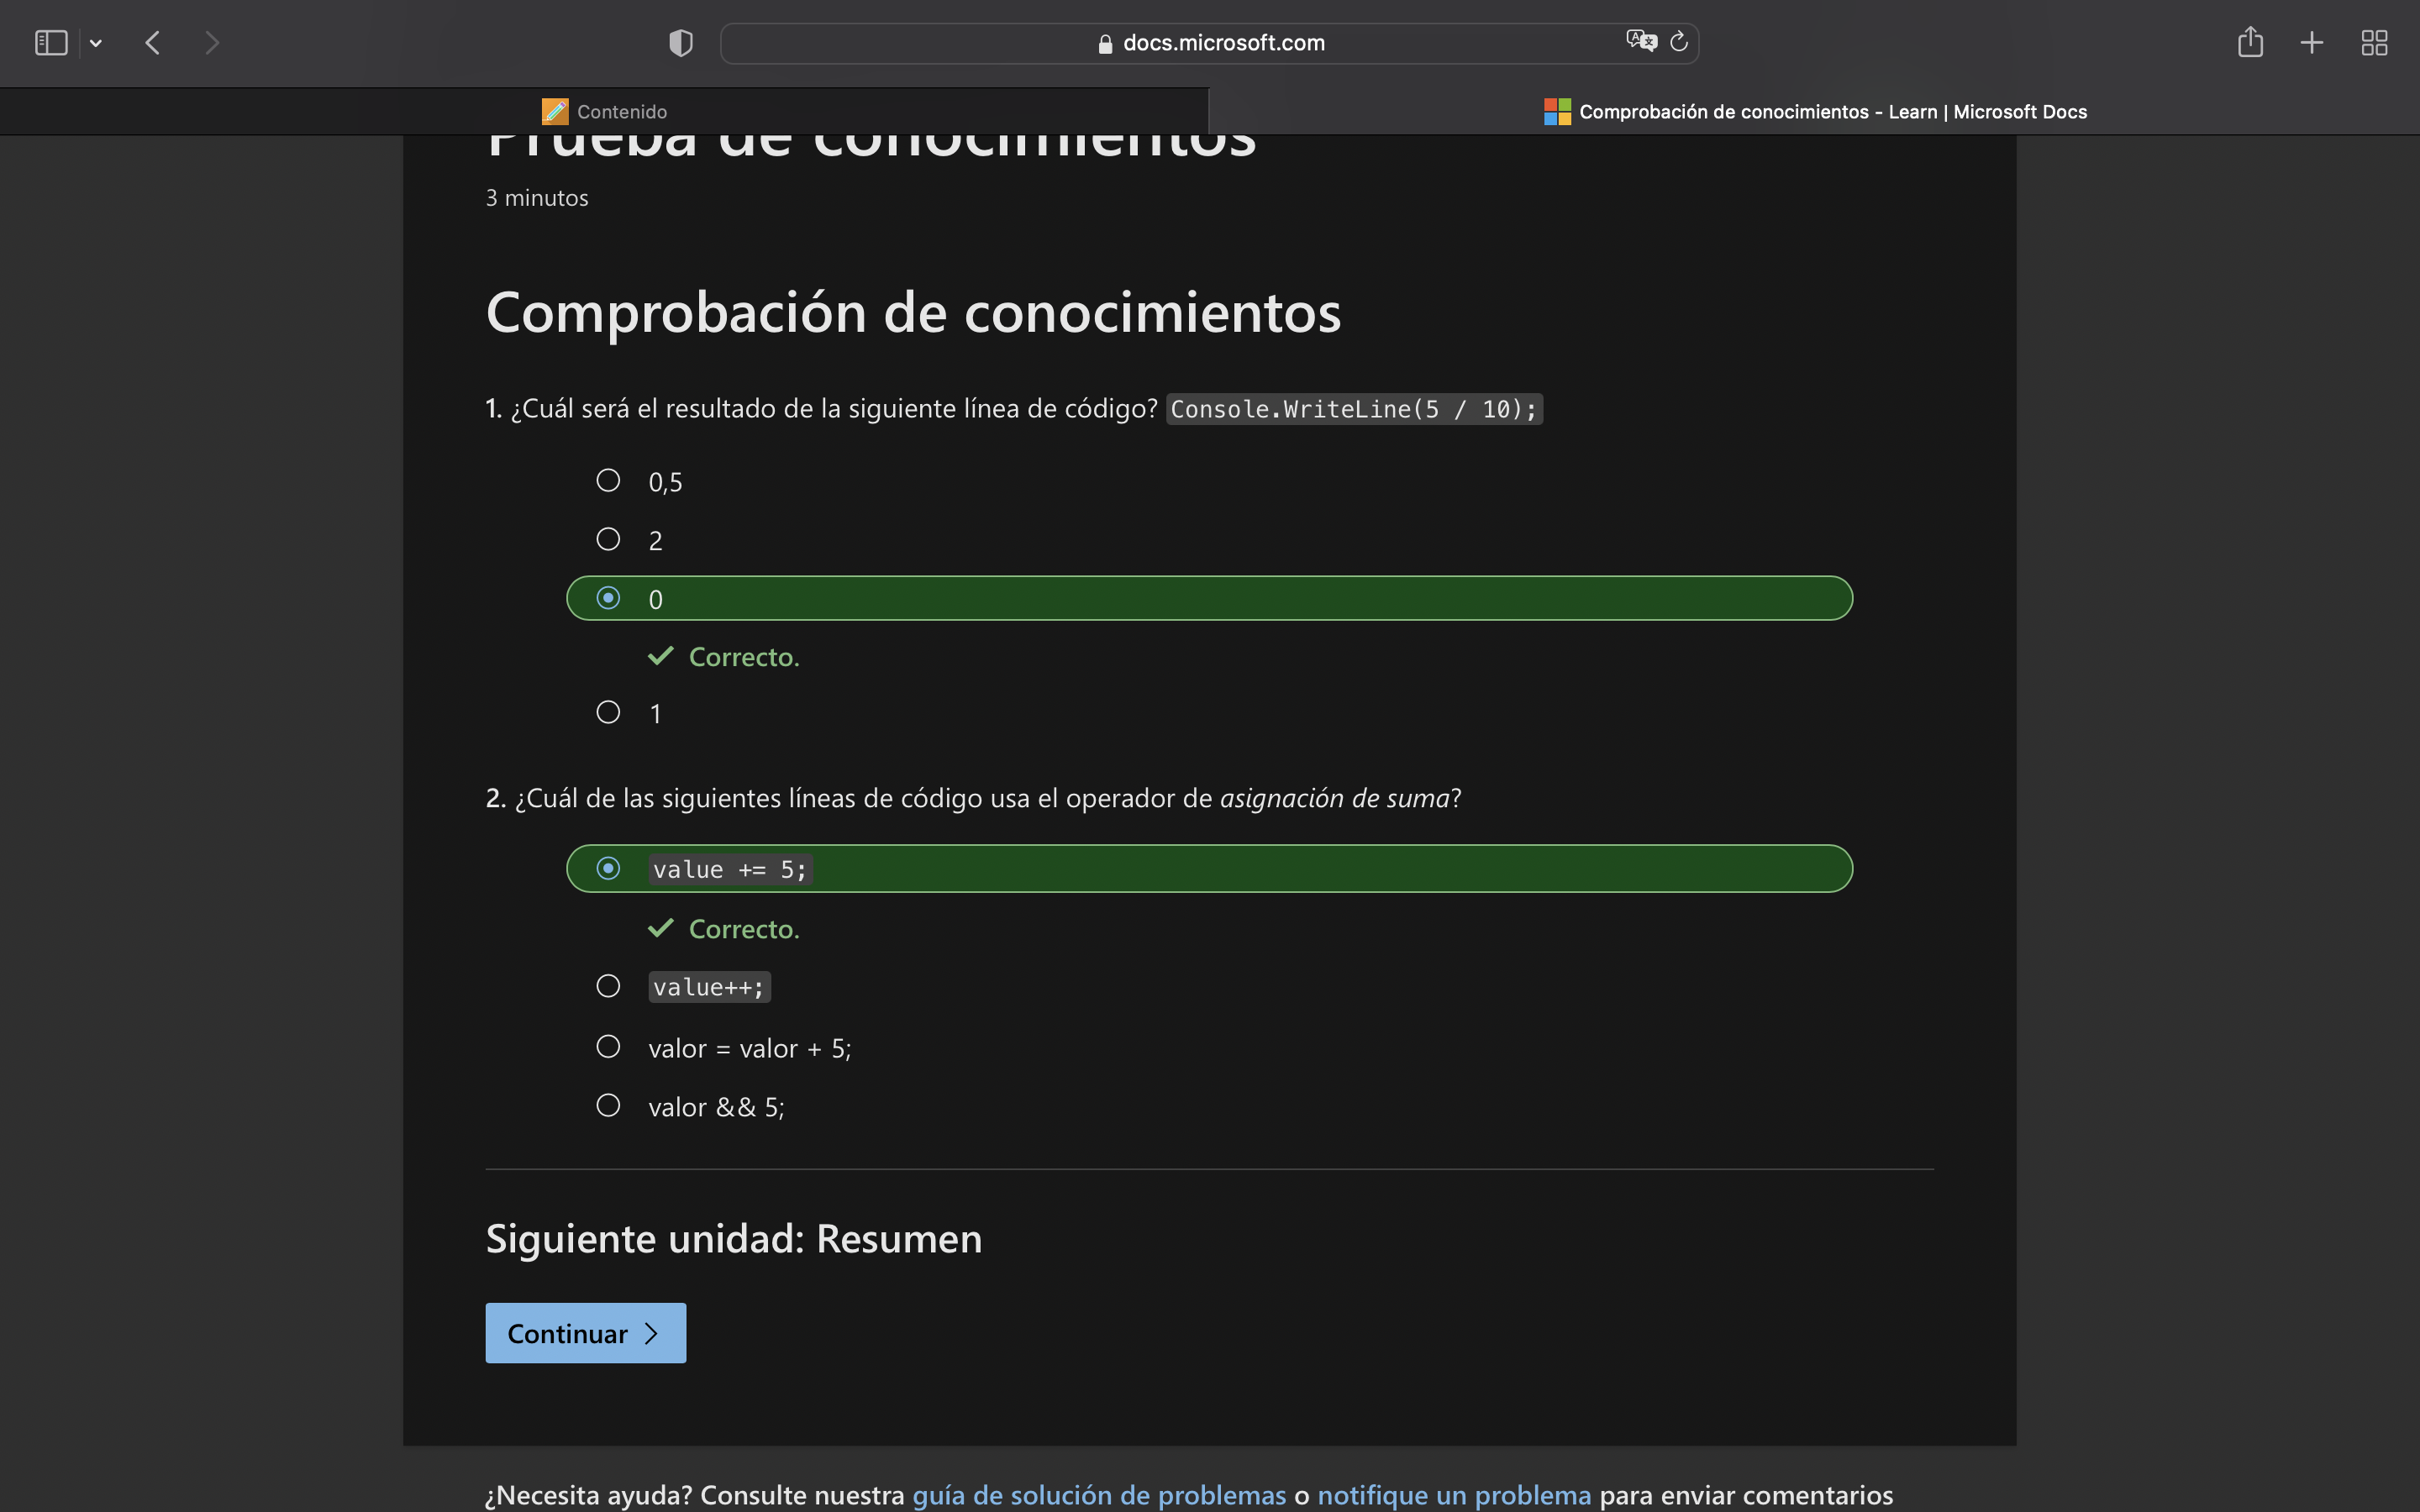 docs.microsoft.com
Contenido
Comprobación de conocimientos - Learn | Microsoft Docs
Prueba de conocimientos
3 minutos
Comprobación de conocimientos
1. ¿Cuál será el resultado de la siguiente línea de código? Console.WriteLine(5 / 10);
0,5
2
0
Correcto.
1
2. ¿Cuál de las siguientes líneas de código usa el operador de asignación de suma?
value += 5;
Correcto.
value++;
valor = valor + 5;
valor && 5;
Siguiente unidad: Resumen
Continuar
¿Necesita ayuda? Consulte nuestra guía de solución de problemas o notifique un problema para enviar comentarios